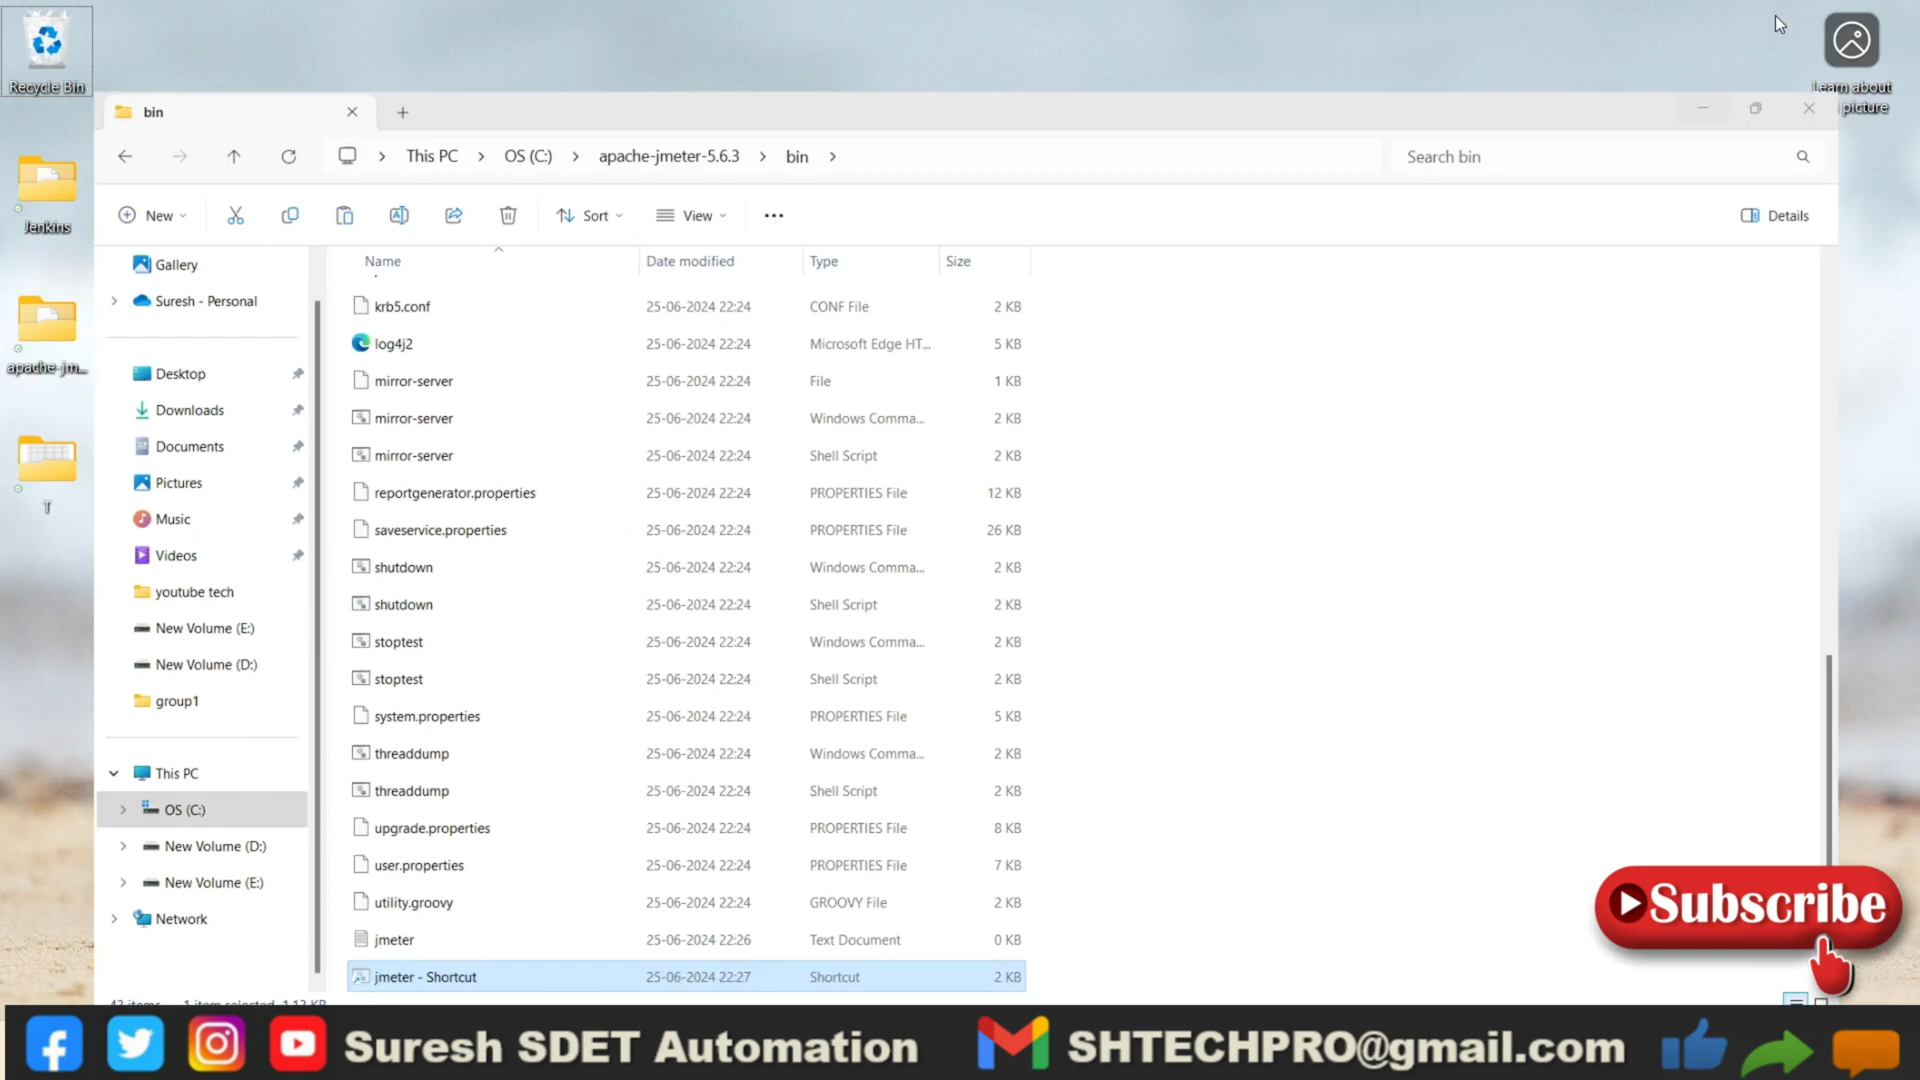 Recycle Bin
Learn about
picture
Jenkins
apache-jm...
T
bin
This PC > OS (C:) > apache-jmeter-5.6.3 > bin >
Search bin
New
Sort
View
Details
Gallery
Suresh - Personal
Desktop
Downloads
Documents
Pictures
Music
Videos
youtube tech
New Volume (E:)
New Volume (D:)
group1
This PC
OS (C:)
New Volume (D:)
New Volume (E:)
Network
Name Date modified Type Size
krb5.conf 25-06-2024 22:24 CONF File 2 KB
log4j2 25-06-2024 22:24 Microsoft Edge HT... 5 KB
mirror-server 25-06-2024 22:24 File 1 KB
mirror-server 25-06-2024 22:24 Windows Comma... 2 KB
mirror-server 25-06-2024 22:24 Shell Script 2 KB
reportgenerator.properties 25-06-2024 22:24 PROPERTIES File 12 KB
saveservice.properties 25-06-2024 22:24 PROPERTIES File 26 KB
shutdown 25-06-2024 22:24 Windows Comma... 2 KB
shutdown 25-06-2024 22:24 Shell Script 2 KB
stoptest 25-06-2024 22:24 Windows Comma... 2 KB
stoptest 25-06-2024 22:24 Shell Script 2 KB
system.properties 25-06-2024 22:24 PROPERTIES File 5 KB
threaddump 25-06-2024 22:24 Windows Comma... 2 KB
threaddump 25-06-2024 22:24 Shell Script 2 KB
upgrade.properties 25-06-2024 22:24 PROPERTIES File 8 KB
user.properties 25-06-2024 22:24 PROPERTIES File 7 KB
utility.groovy 25-06-2024 22:24 GROOVY File 2 KB
jmeter 25-06-2024 22:26 Text Document 0 KB
jmeter - Shortcut 25-06-2024 22:27 Shortcut 2 KB
Subscribe
Suresh SDET Automation SHTECHPRO@gmail.com